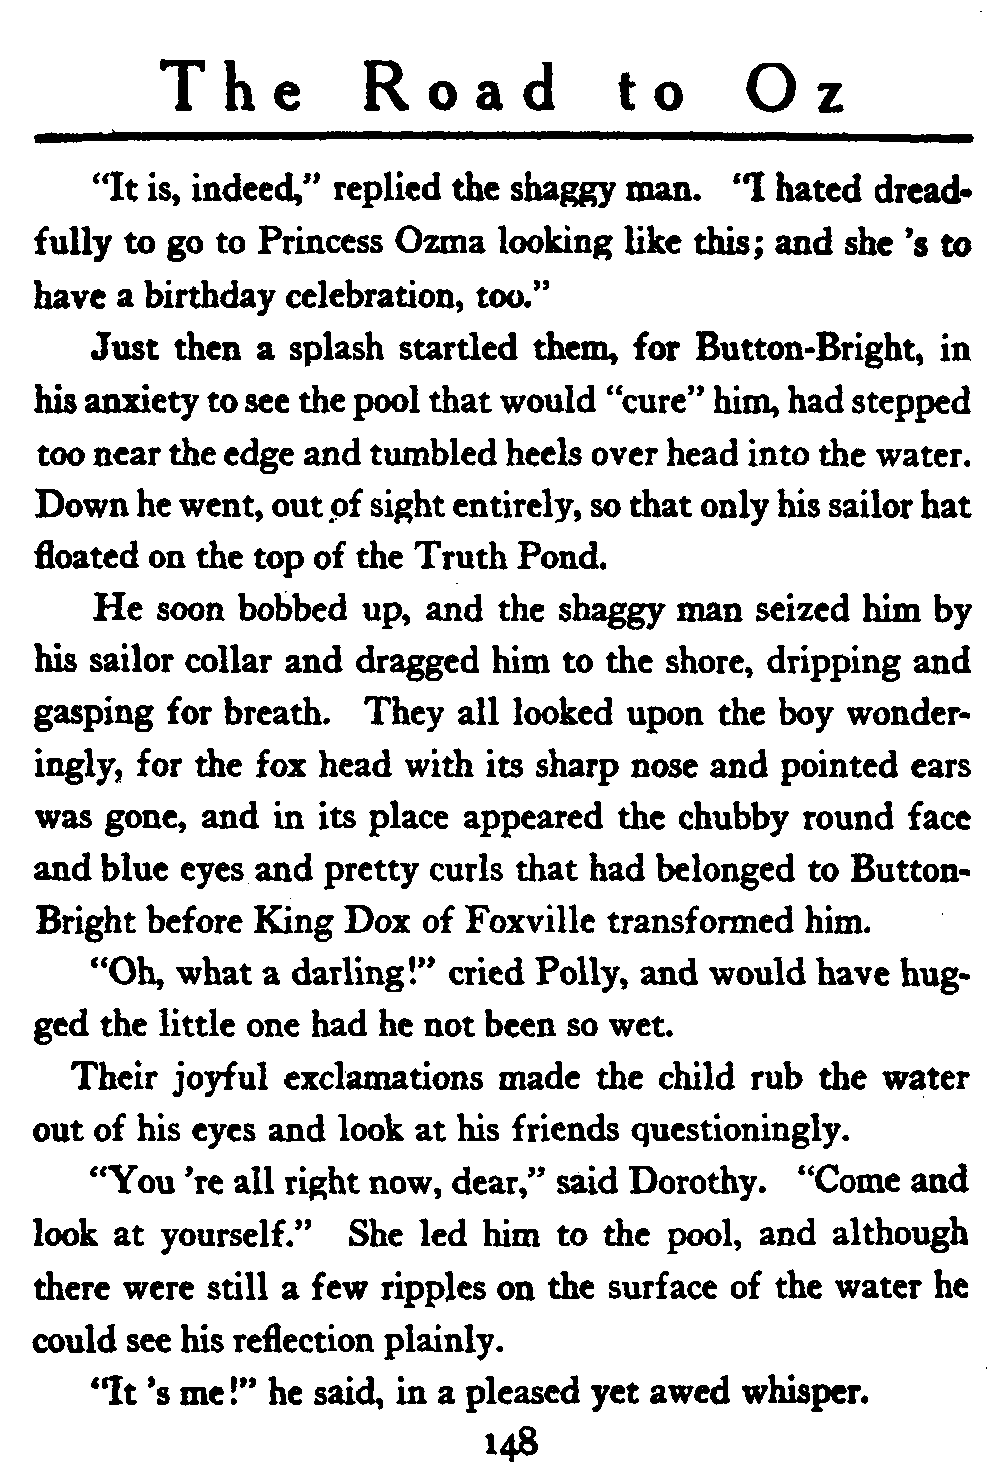 The Road to Oz
“It is, indeed,” replied the shaggy man. “I hated dread-
fully to go to Princess Ozma looking like this; and she ’s to
have a birthday celebration, too.”
Just then a splash startled them, for Button-Bright, in
his anxiety to see the pool that would “cure” him, had stepped
too near the edge and tumbled heels over head into the water.
Down he went, out of sight entirely, so that only his sailor hat
floated on the top of the Truth Pond.
He soon bobbed up, and the shaggy man seized him by
his sailor collar and dragged him to the shore, dripping and
gasping for breath. They all looked upon the boy wonder-
ingly, for the fox head with its sharp nose and pointed ears
was gone, and in its place appeared the chubby round face
and blue eyes and pretty curls that had belonged to Button-
Bright before King Dox of Foxville transformed him.
“Oh, what a darling!” cried Polly, and would have hug-
ged the little one had he not been so wet.
Their joyful exclamations made the child rub the water
out of his eyes and look at his friends questioningly.
“You ’re all right now, dear,” said Dorothy. “Come and
look at yourself.” She led him to the pool, and although
there were still a few ripples on the surface of the water he
could see his reflection plainly.
“It ’s me!” he said, in a pleased yet awed whisper.
148